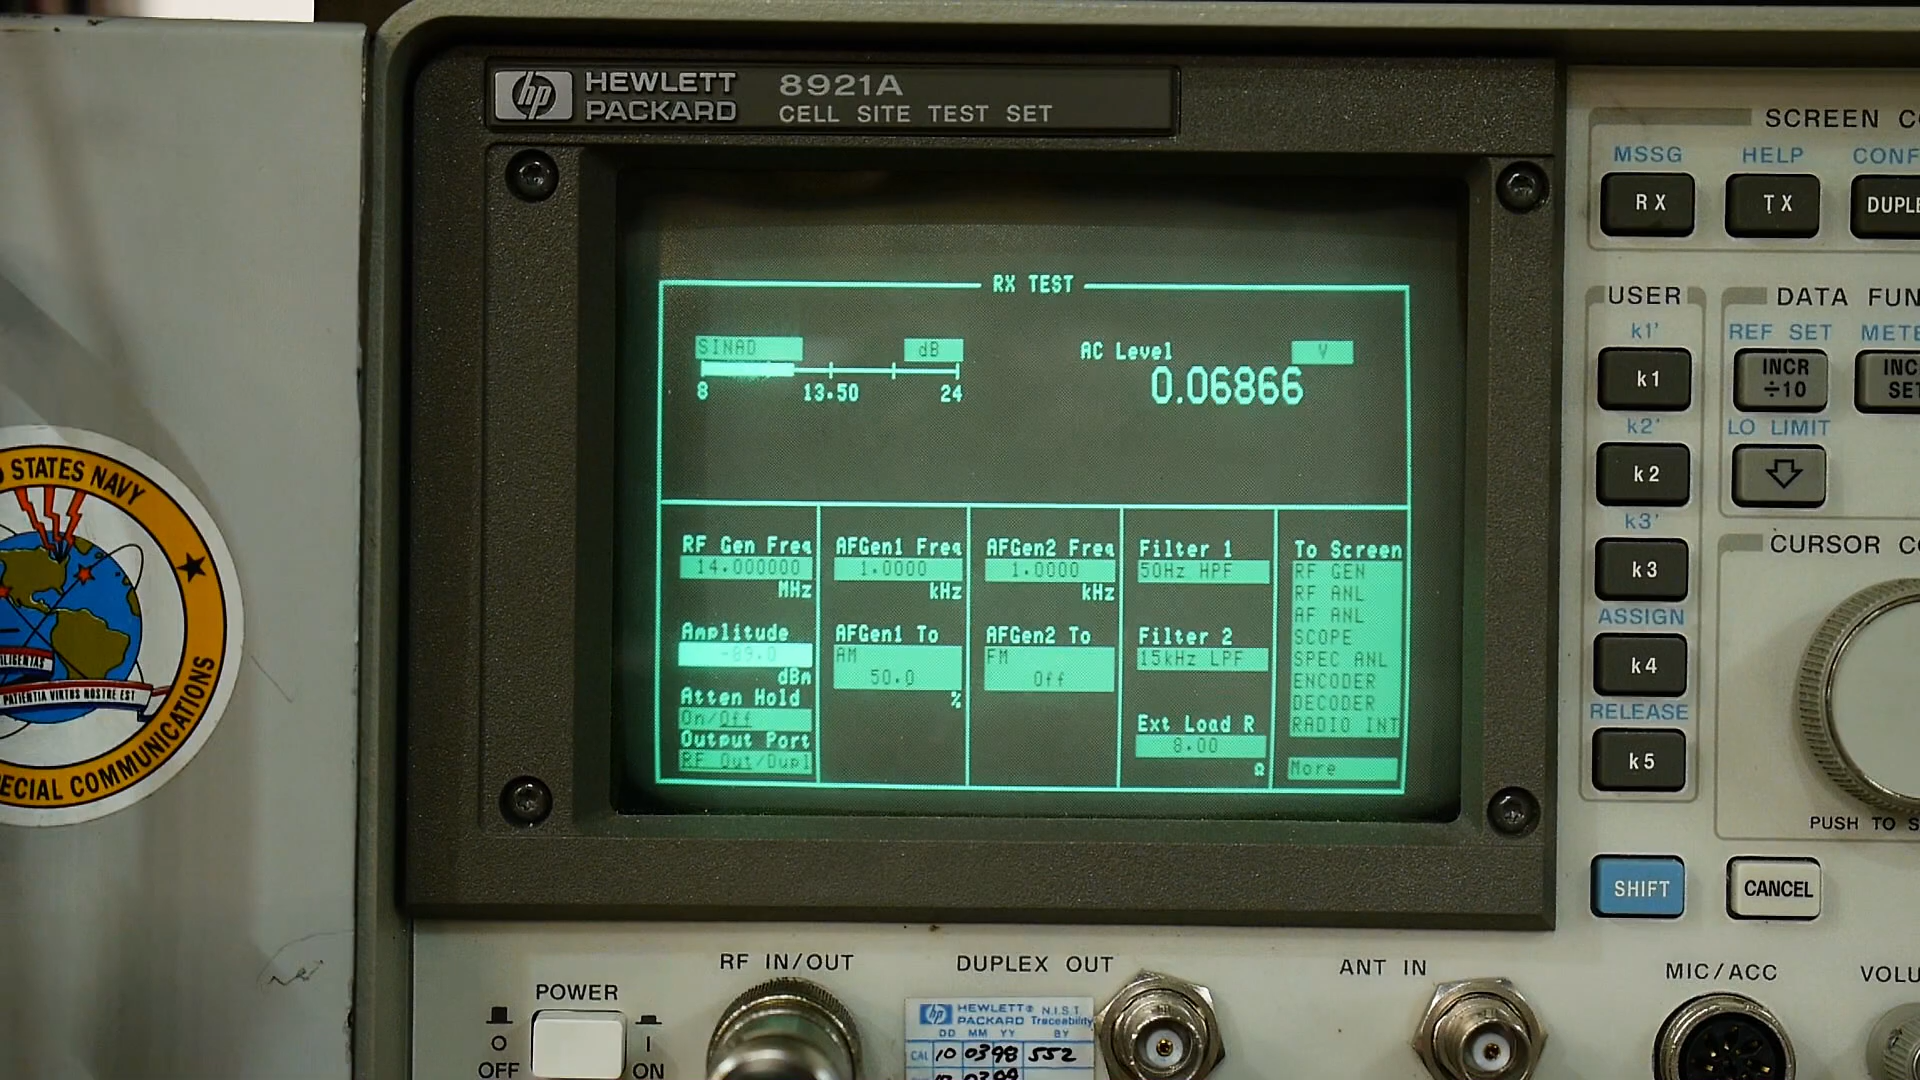 hp HEWLETT PACKARD 8921A
CELL SITE TEST SET
RX TEST
SINAD dB
8 13.50 24
AC Level V
0.06866
RF Gen Freq
14.000000
MHz
Amplitude
-89.0
dBm
Atten Hold
On/Off
Output Port
RF Out/Dupl
AFGen1 Freq
1.0000
kHz
AFGen1 To
AM
50.0
%
AFGen2 Freq
1.0000
kHz
AFGen2 To
FM
Off
Filter 1
50Hz HPF
Filter 2
15kHz LPF
Ext Load R
8.00
Ω
To Screen
RF GEN
RF ANL
AF ANL
SCOPE
SPEC ANL
ENCODER
DECODER
RADIO INT
More
SCREEN CO
MSSG HELP CONF
RX TX DUPLE
USER
k1'
k1
k2'
k2
k3'
k3
ASSIGN
k4
RELEASE
k5
DATA FUN
REF SET METE
INCR ÷10
INC SET
LO LIMIT
CURSOR CO
PUSH TO S
SHIFT CANCEL
POWER
O OFF
I ON
RF IN/OUT
DUPLEX OUT
ANT IN
MIC/ACC
VOLU
hp HEWLETT® N.I.S.T
PACKARD Traceability
DD MM YY BY
CAL 10 0398 552
STATES NAVY
ECIAL COMMUNICATIONS
PATIENTIA VIRTUS NOSTRE EST